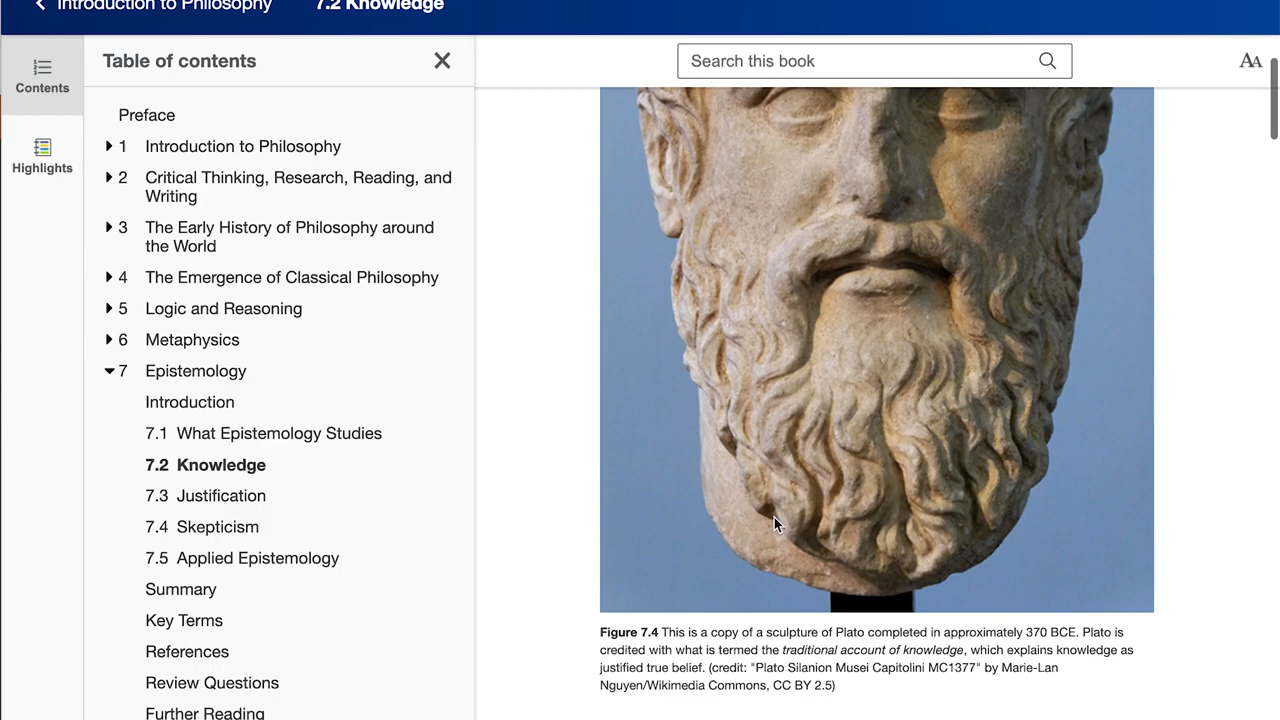 Introduction to Philosophy
7.2 Knowledge
Contents
Highlights
Table of contents
Preface
1 Introduction to Philosophy
2 Critical Thinking, Research, Reading, and
Writing
3 The Early History of Philosophy around
the World
4 The Emergence of Classical Philosophy
5 Logic and Reasoning
6 Metaphysics
7 Epistemology
Introduction
7.1 What Epistemology Studies
7.2 Knowledge
7.3 Justification
7.4 Skepticism
7.5 Applied Epistemology
Summary
Key Terms
References
Review Questions
Further Reading
Search this book
AA
Figure 7.4 This is a copy of a sculpture of Plato completed in approximately 370 BCE. Plato is
credited with what is termed the traditional account of knowledge, which explains knowledge as
justified true belief. (credit: "Plato Silanion Musei Capitolini MC1377" by Marie-Lan
Nguyen/Wikimedia Commons, CC BY 2.5)